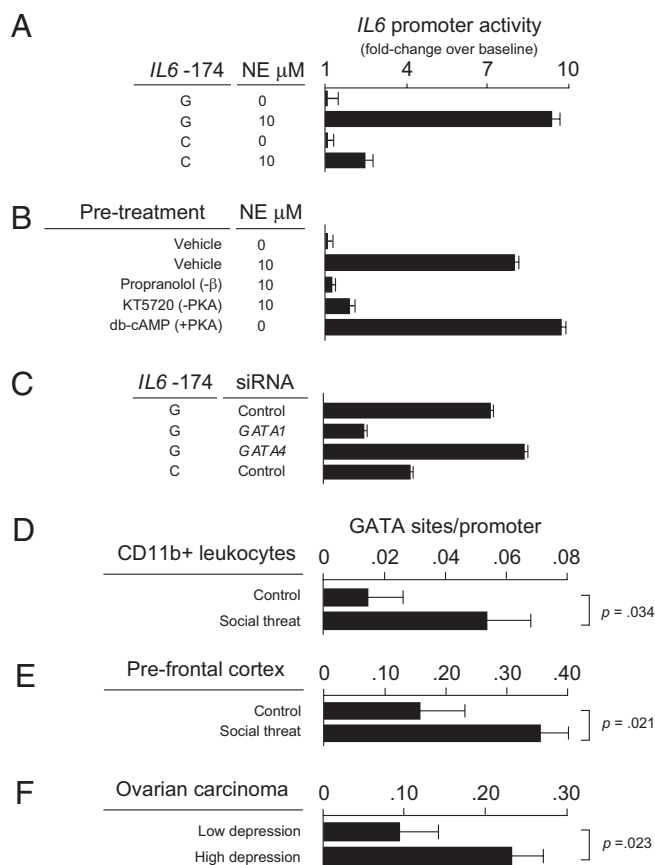 A
IL6 promoter activity
(fold-change over baseline)
IL6 -174 NE μM 1 4 7 10
G 0
G 10
C 0
C 10
B
Pre-treatment NE μM
Vehicle 0
Vehicle 10
Propranolol (-β) 10
KT5720 (-PKA) 10
db-cAMP (+PKA) 0
C
IL6 -174 siRNA
G Control
G GATA1
G GATA4
C Control
D
GATA sites/promoter
CD11b+ leukocytes 0 .02 .04 .06 .08
Control
Social threat
p = .034
E
Pre-frontal cortex 0 .10 .20 .30 .40
Control
Social threat
p = .021
F
Ovarian carcinoma 0 .10 .20 .30
Low depression
High depression
p =.023